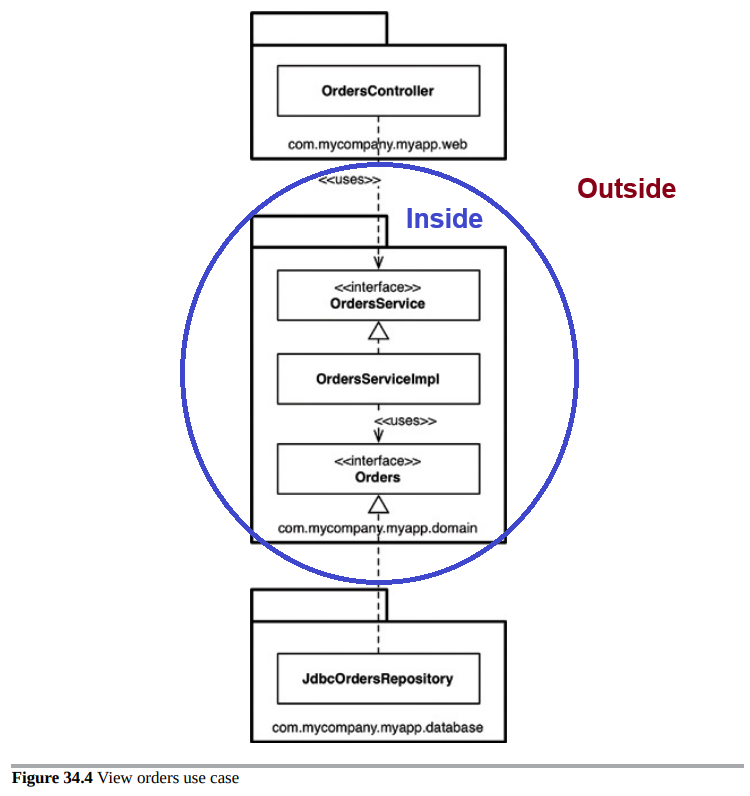 OrdersController
com.mycompany.myapp.web
<<uses>>
Outside
Inside
<<interface>>
OrdersService
OrdersServiceImpl
<<uses>>
<<interface>>
Orders
com.mycompany.myapp.domain
JdbcOrdersRepository
com.mycompany.myapp.database
Figure 34.4 View orders use case